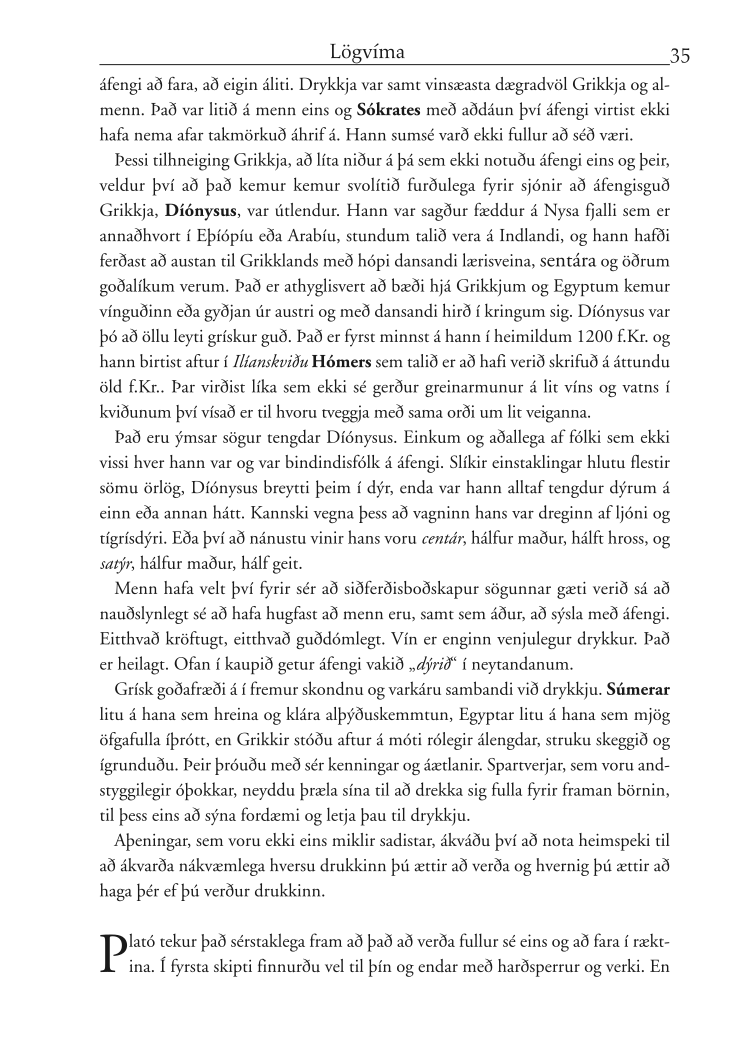 Lögvíma
35
áfengi að fara, að eigin áliti. Drykkja var samt vinsæasta dægradvöl Grikkja og al-
menn. Það var litið á menn eins og Sókrates með aðdáun því áfengi virtist ekki
hafa nema afar takmörkuð áhrif á. Hann sumsé varð ekki fullur að séð væri.
Þessi tilhneiging Grikkja, að líta niður á þá sem ekki notuðu áfengi eins og þeir,
veldur því að það kemur kemur svolítið furðulega fyrir sjónir að áfengisguð
Grikkja, Díónysus, var útlendur. Hann var sagður fæddur á Nysa fjalli sem er
annaðhvort í Eþíópíu eða Arabíu, stundum talið vera á Indlandi, og hann hafði
ferðast að austan til Grikklands með hópi dansandi lærisveina, sentára og öðrum
goðalíkum verum. Það er athyglisvert að bæði hjá Grikkjum og Egyptum kemur
vínguðinn eða gyðjan úr austri og með dansandi hirð í kringum sig. Díónysus var
þó að öllu leyti grískur guð. Það er fyrst minnst á hann í heimildum 1200 f.Kr. og
hann birtist aftur í Ilíanskviðu Hómers sem talið er að hafi verið skrifuð á áttundu
öld f.Kr.. Þar virðist líka sem ekki sé gerður greinarmunur á lit víns og vatns í
kviðunum því vísað er til hvoru tveggja með sama orði um lit veiganna.
Það eru ýmsar sögur tengdar Díónysus. Einkum og aðallega af fólki sem ekki
vissi hver hann var og var bindindisfólk á áfengi. Slíkir einstaklingar hlutu flestir
sömu örlög, Díónysus breytti þeim í dýr, enda var hann alltaf tengdur dýrum á
einn eða annan hátt. Kannski vegna þess að vagninn hans var dreginn af ljóni og
tígrísdýri. Eða því að nánustu vinir hans voru centár, hálfur maður, hálft hross, og
satýr, hálfur maður, hálf geit.
Menn hafa velt því fyrir sér að siðferðisboðskapur sögunnar gæti verið sá að
nauðslynlegt sé að hafa hugfast að menn eru, samt sem áður, að sýsla með áfengi.
Eitthvað kröftugt, eitthvað guðdómlegt. Vín er enginn venjulegur drykkur. Það
er heilagt. Ofan í kaupið getur áfengi vakið „dýrið“ í neytandanum.
Grísk goðafræði á í fremur skondnu og varkáru sambandi við drykkju. Súmerar
litu á hana sem hreina og klára alþýðuskemmtun, Egyptar litu á hana sem mjög
öfgafulla íþrótt, en Grikkir stóðu aftur á móti rólegir álengdar, struku skeggið og
ígrunduðu. Þeir þróuðu með sér kenningar og áætlanir. Spartverjar, sem voru and-
styggilegir óþokkar, neyddu þræla sína til að drekka sig fulla fyrir framan börnin,
til þess eins að sýna fordæmi og letja þau til drykkju.
Aþeningar, sem voru ekki eins miklir sadistar, ákváðu því að nota heimspeki til
að ákvarða nákvæmlega hversu drukkinn þú ættir að verða og hvernig þú ættir að
haga þér ef þú verður drukkinn.
Plató tekur það sérstaklega fram að það að verða fullur sé eins og að fara í rækt-
ina. Í fyrsta skipti finnurðu vel til þín og endar með harðsperrur og verki. En